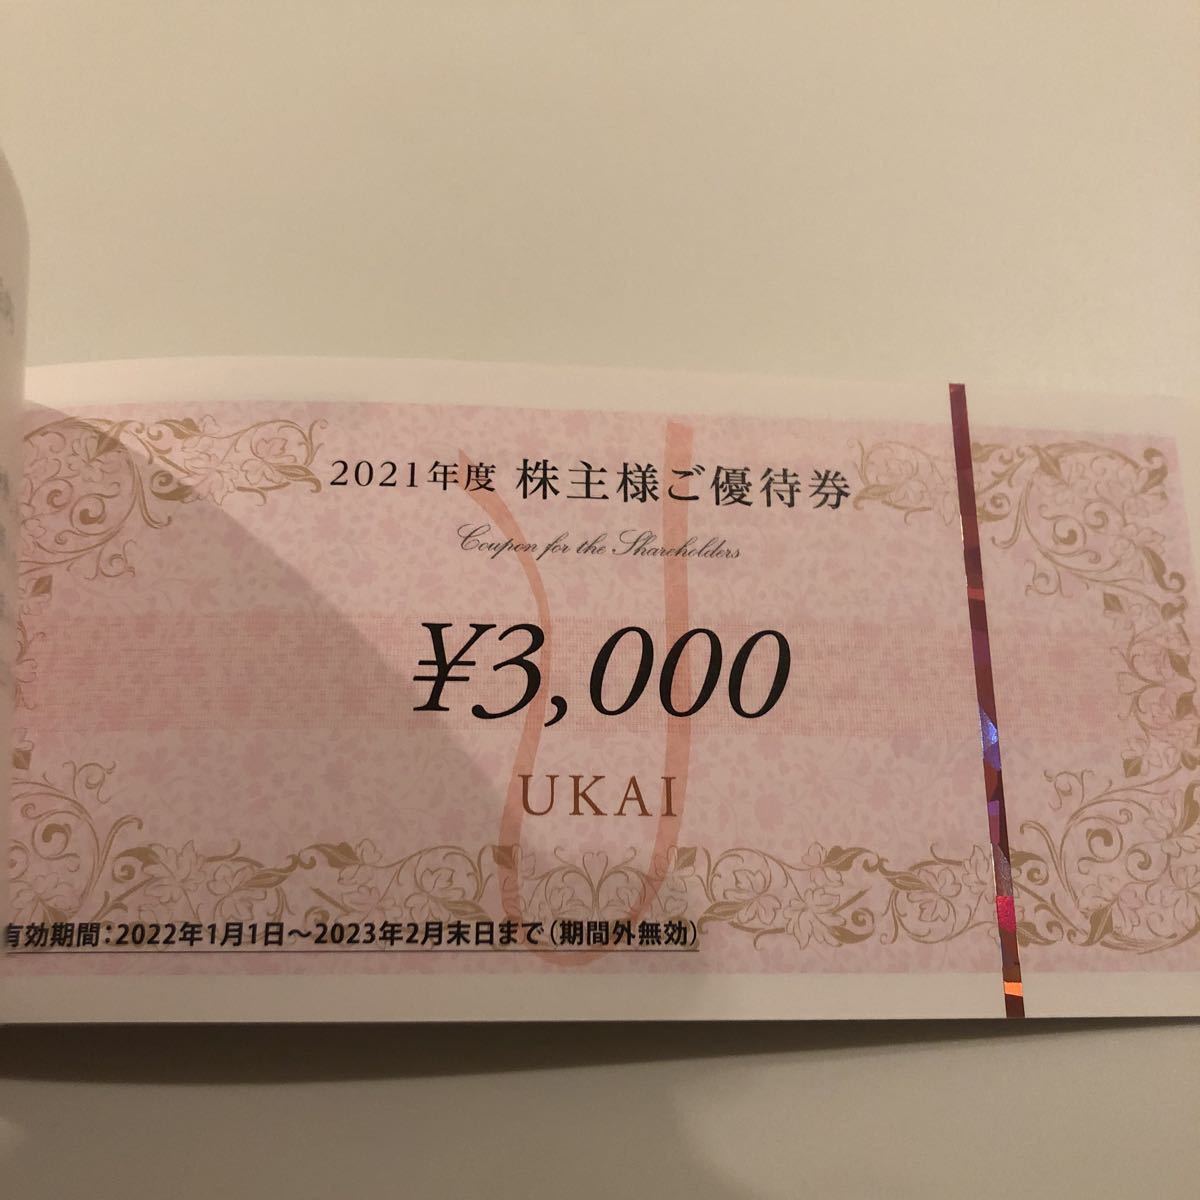 2021年度 株主様ご優待券
Coupon for the Shareholders
¥3,000
UKAI
有効期間：2022年1月1日～2023年2月末日まで（期間外無効）